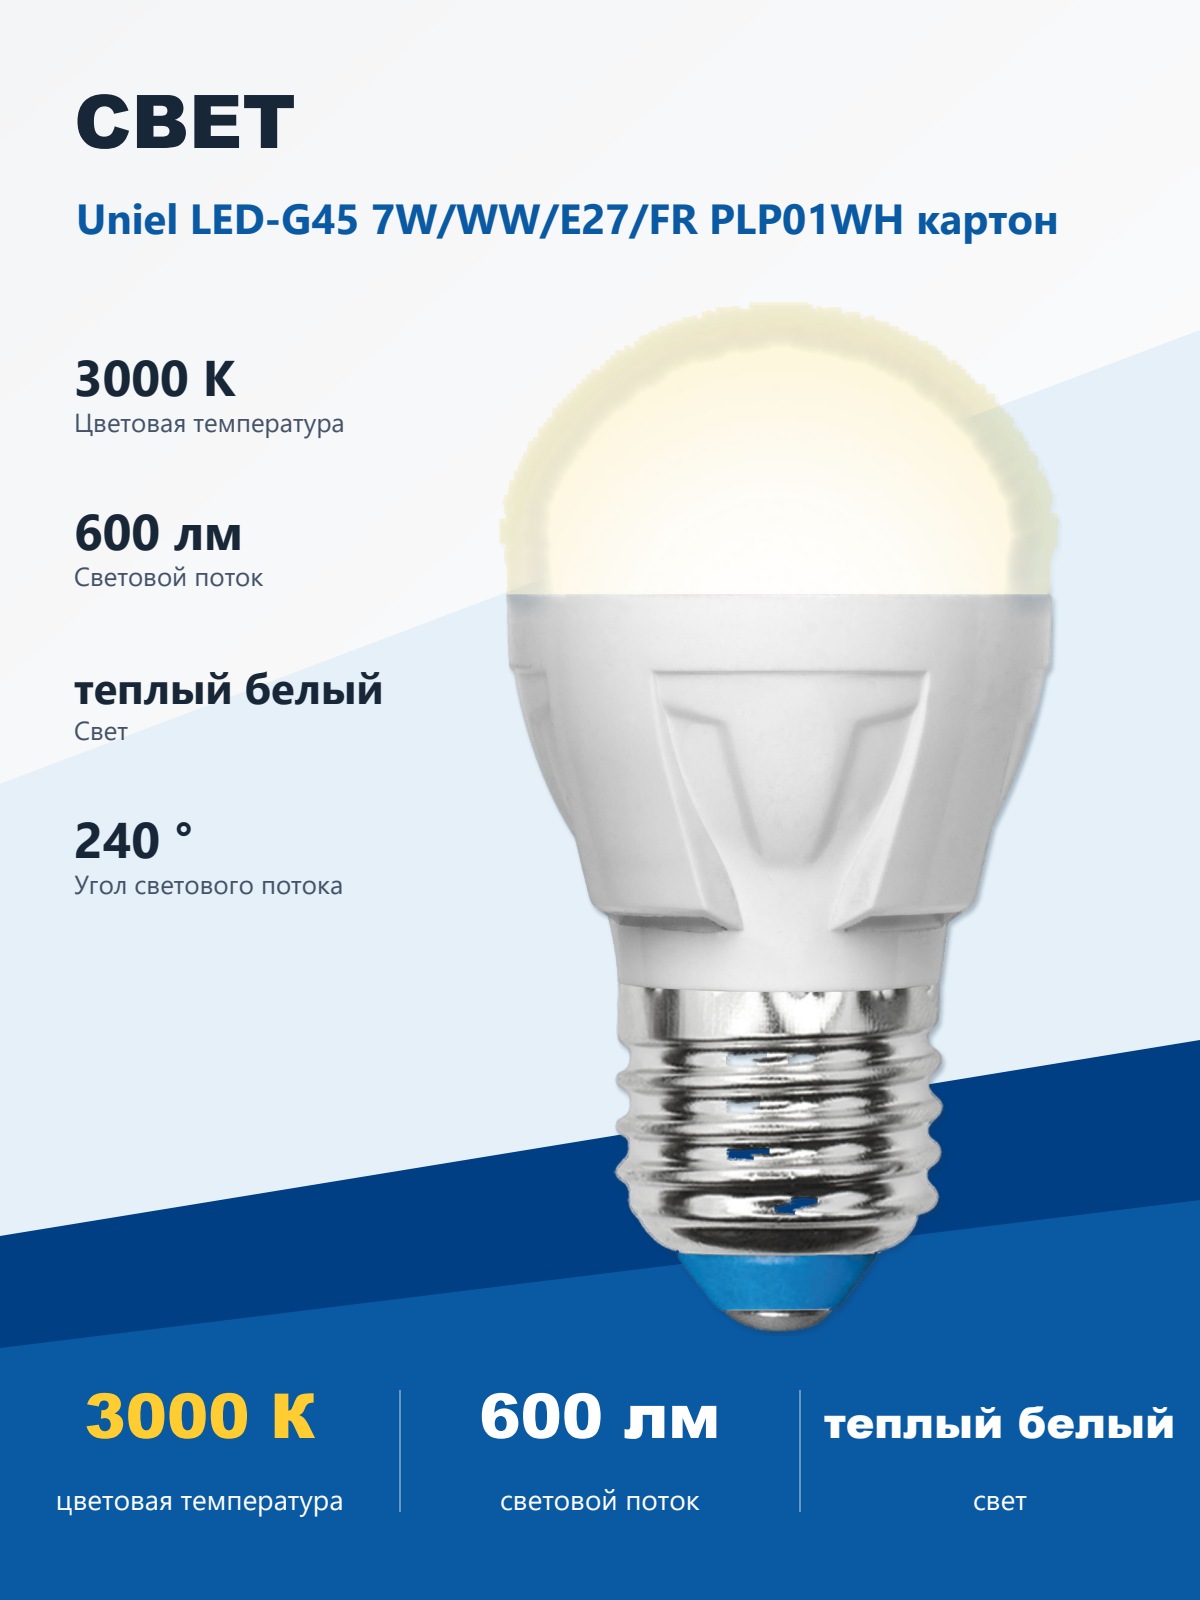 СВЕТ
Uniel LED-G45 7W/WW/E27/FR PLP01WH картон
3000 К
Цветовая температура
600 лм
Световой поток
теплый белый
Свет
240 °
Угол светового потока
3000 К
цветовая температура
600 лм
световой поток
теплый белый
свет